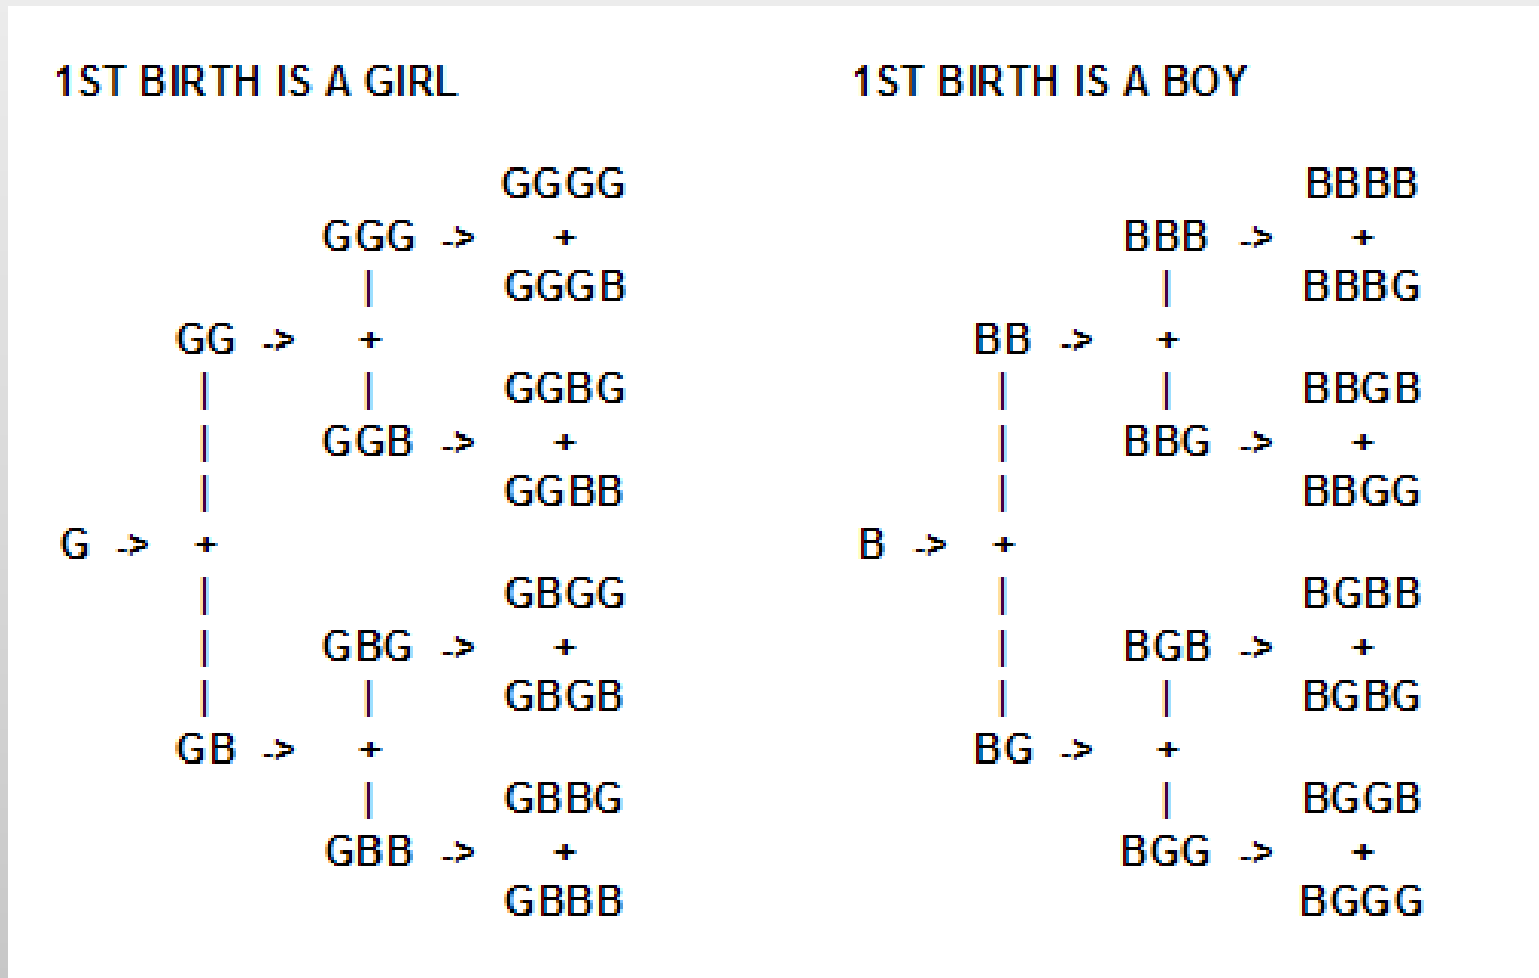 1ST BIRTH IS A GIRL 1ST BIRTH IS A BOY
GGGG BBBB
GGG -> + BBB -> +
| GGGB | BBBG
GG -> + BB -> +
| | GGBG | | BBGB
| GGB -> + | BBG -> +
| GGBB | BBGG
G -> + B -> +
| GBGG | BGBB
| GBG -> + | BGB -> +
| | GBGB | | BGBG
GB -> + BG -> +
| GBBG | BGGB
GBB -> + BGG -> +
GBBB BGGG